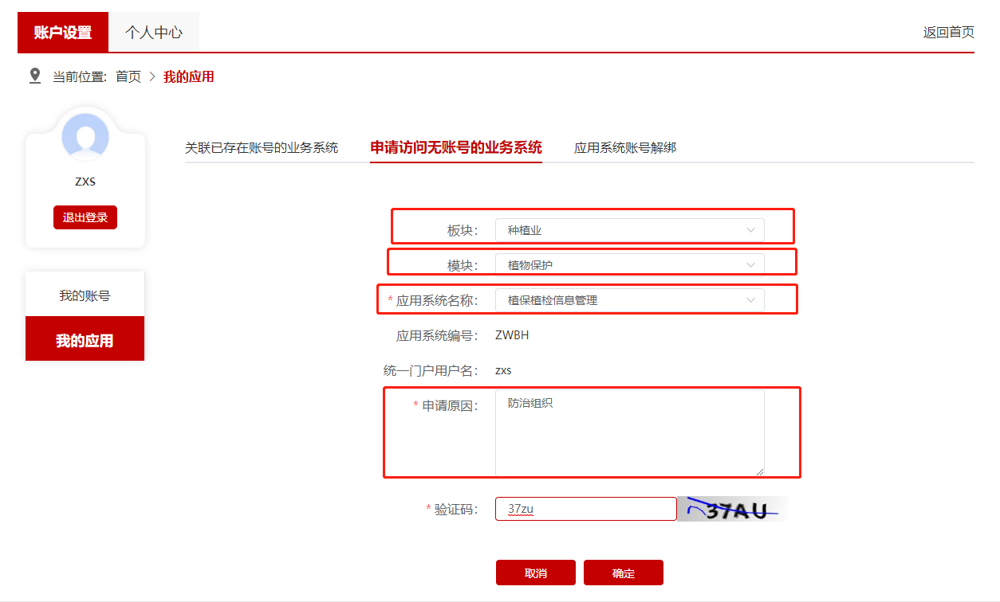 账户设置 个人中心 返回首页
当前位置: 首页 > 我的应用
zxs
退出登录
我的账号
我的应用
关联已存在账号的业务系统 申请访问无账号的业务系统 应用系统账号解绑
板块: 种植业
模块: 植物保护
* 应用系统名称: 植保植检信息管理
应用系统编号: ZWBH
统一门户用户名: zxs
* 申请原因: 防治组织
* 验证码: 37zu 37AU
取消 确定